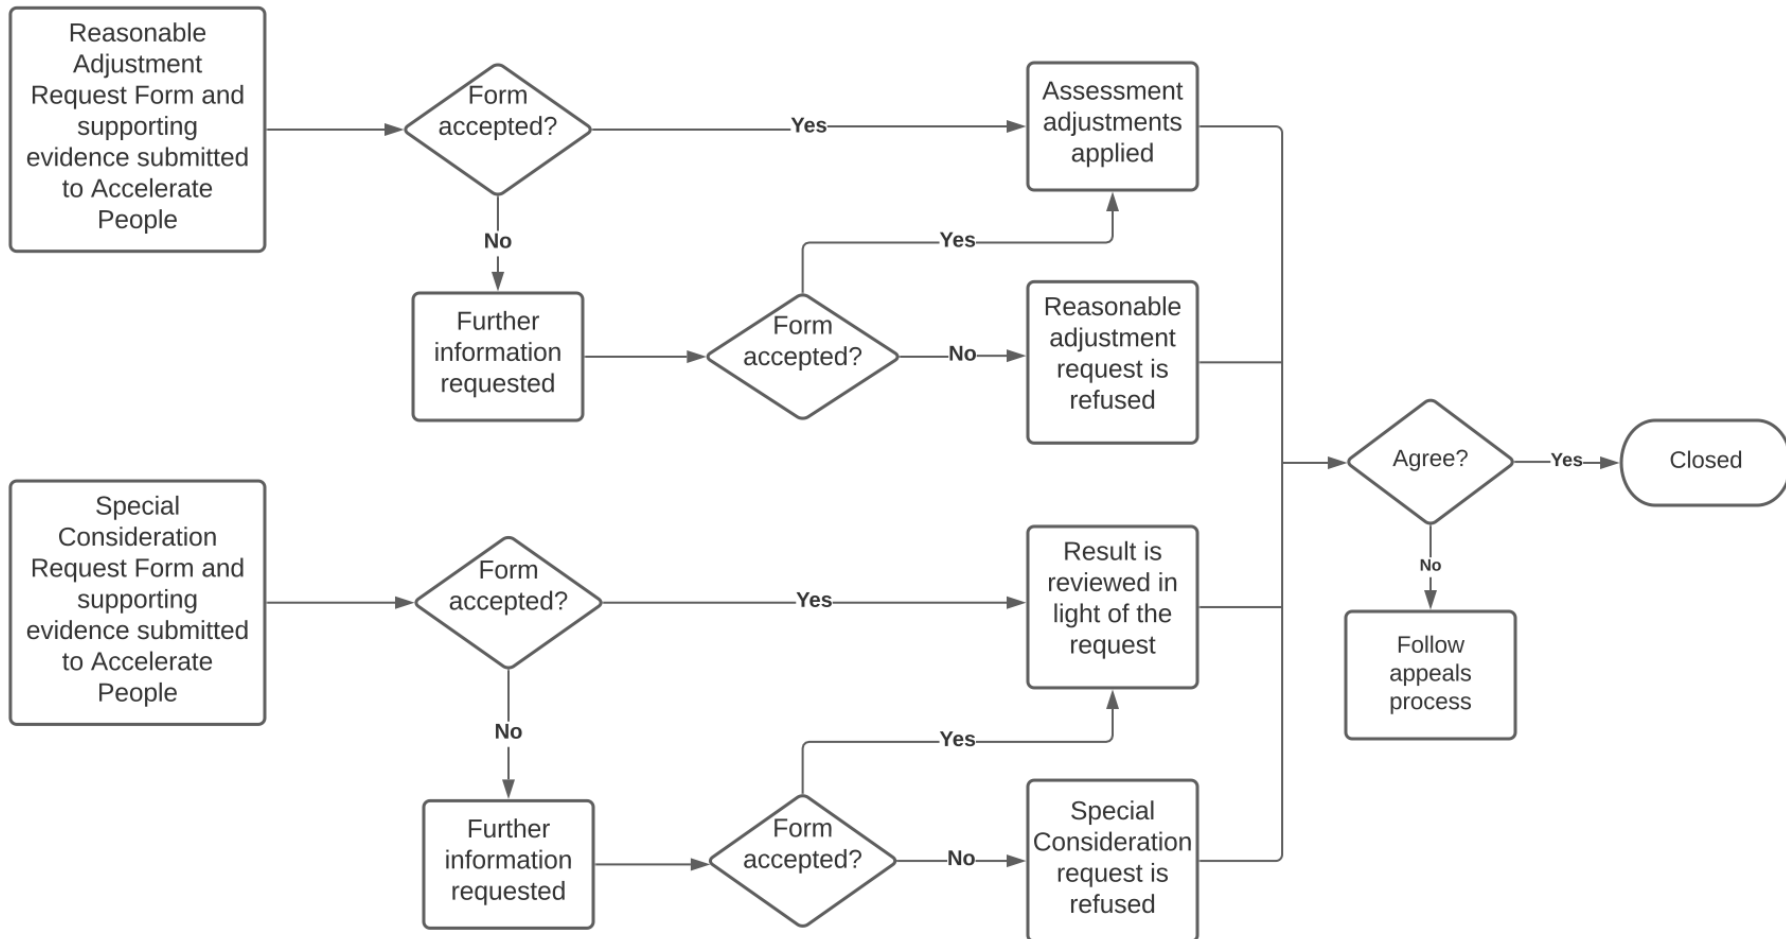 Reasonable
Adjustment
Request Form and
supporting
evidence submitted
to Accelerate
People
Form
accepted?
Yes
Assessment
adjustments
applied
No
Yes
Further
information
requested
Form
accepted?
No
Reasonable
adjustment
request is
refused
Agree?
Yes
Closed
No
Follow
appeals
process
Special
Consideration
Request Form and
supporting
evidence submitted
to Accelerate
People
Form
accepted?
Yes
Result is
reviewed in
light of the
request
No
Yes
Further
information
requested
Form
accepted?
No
Special
Consideration
request is
refused